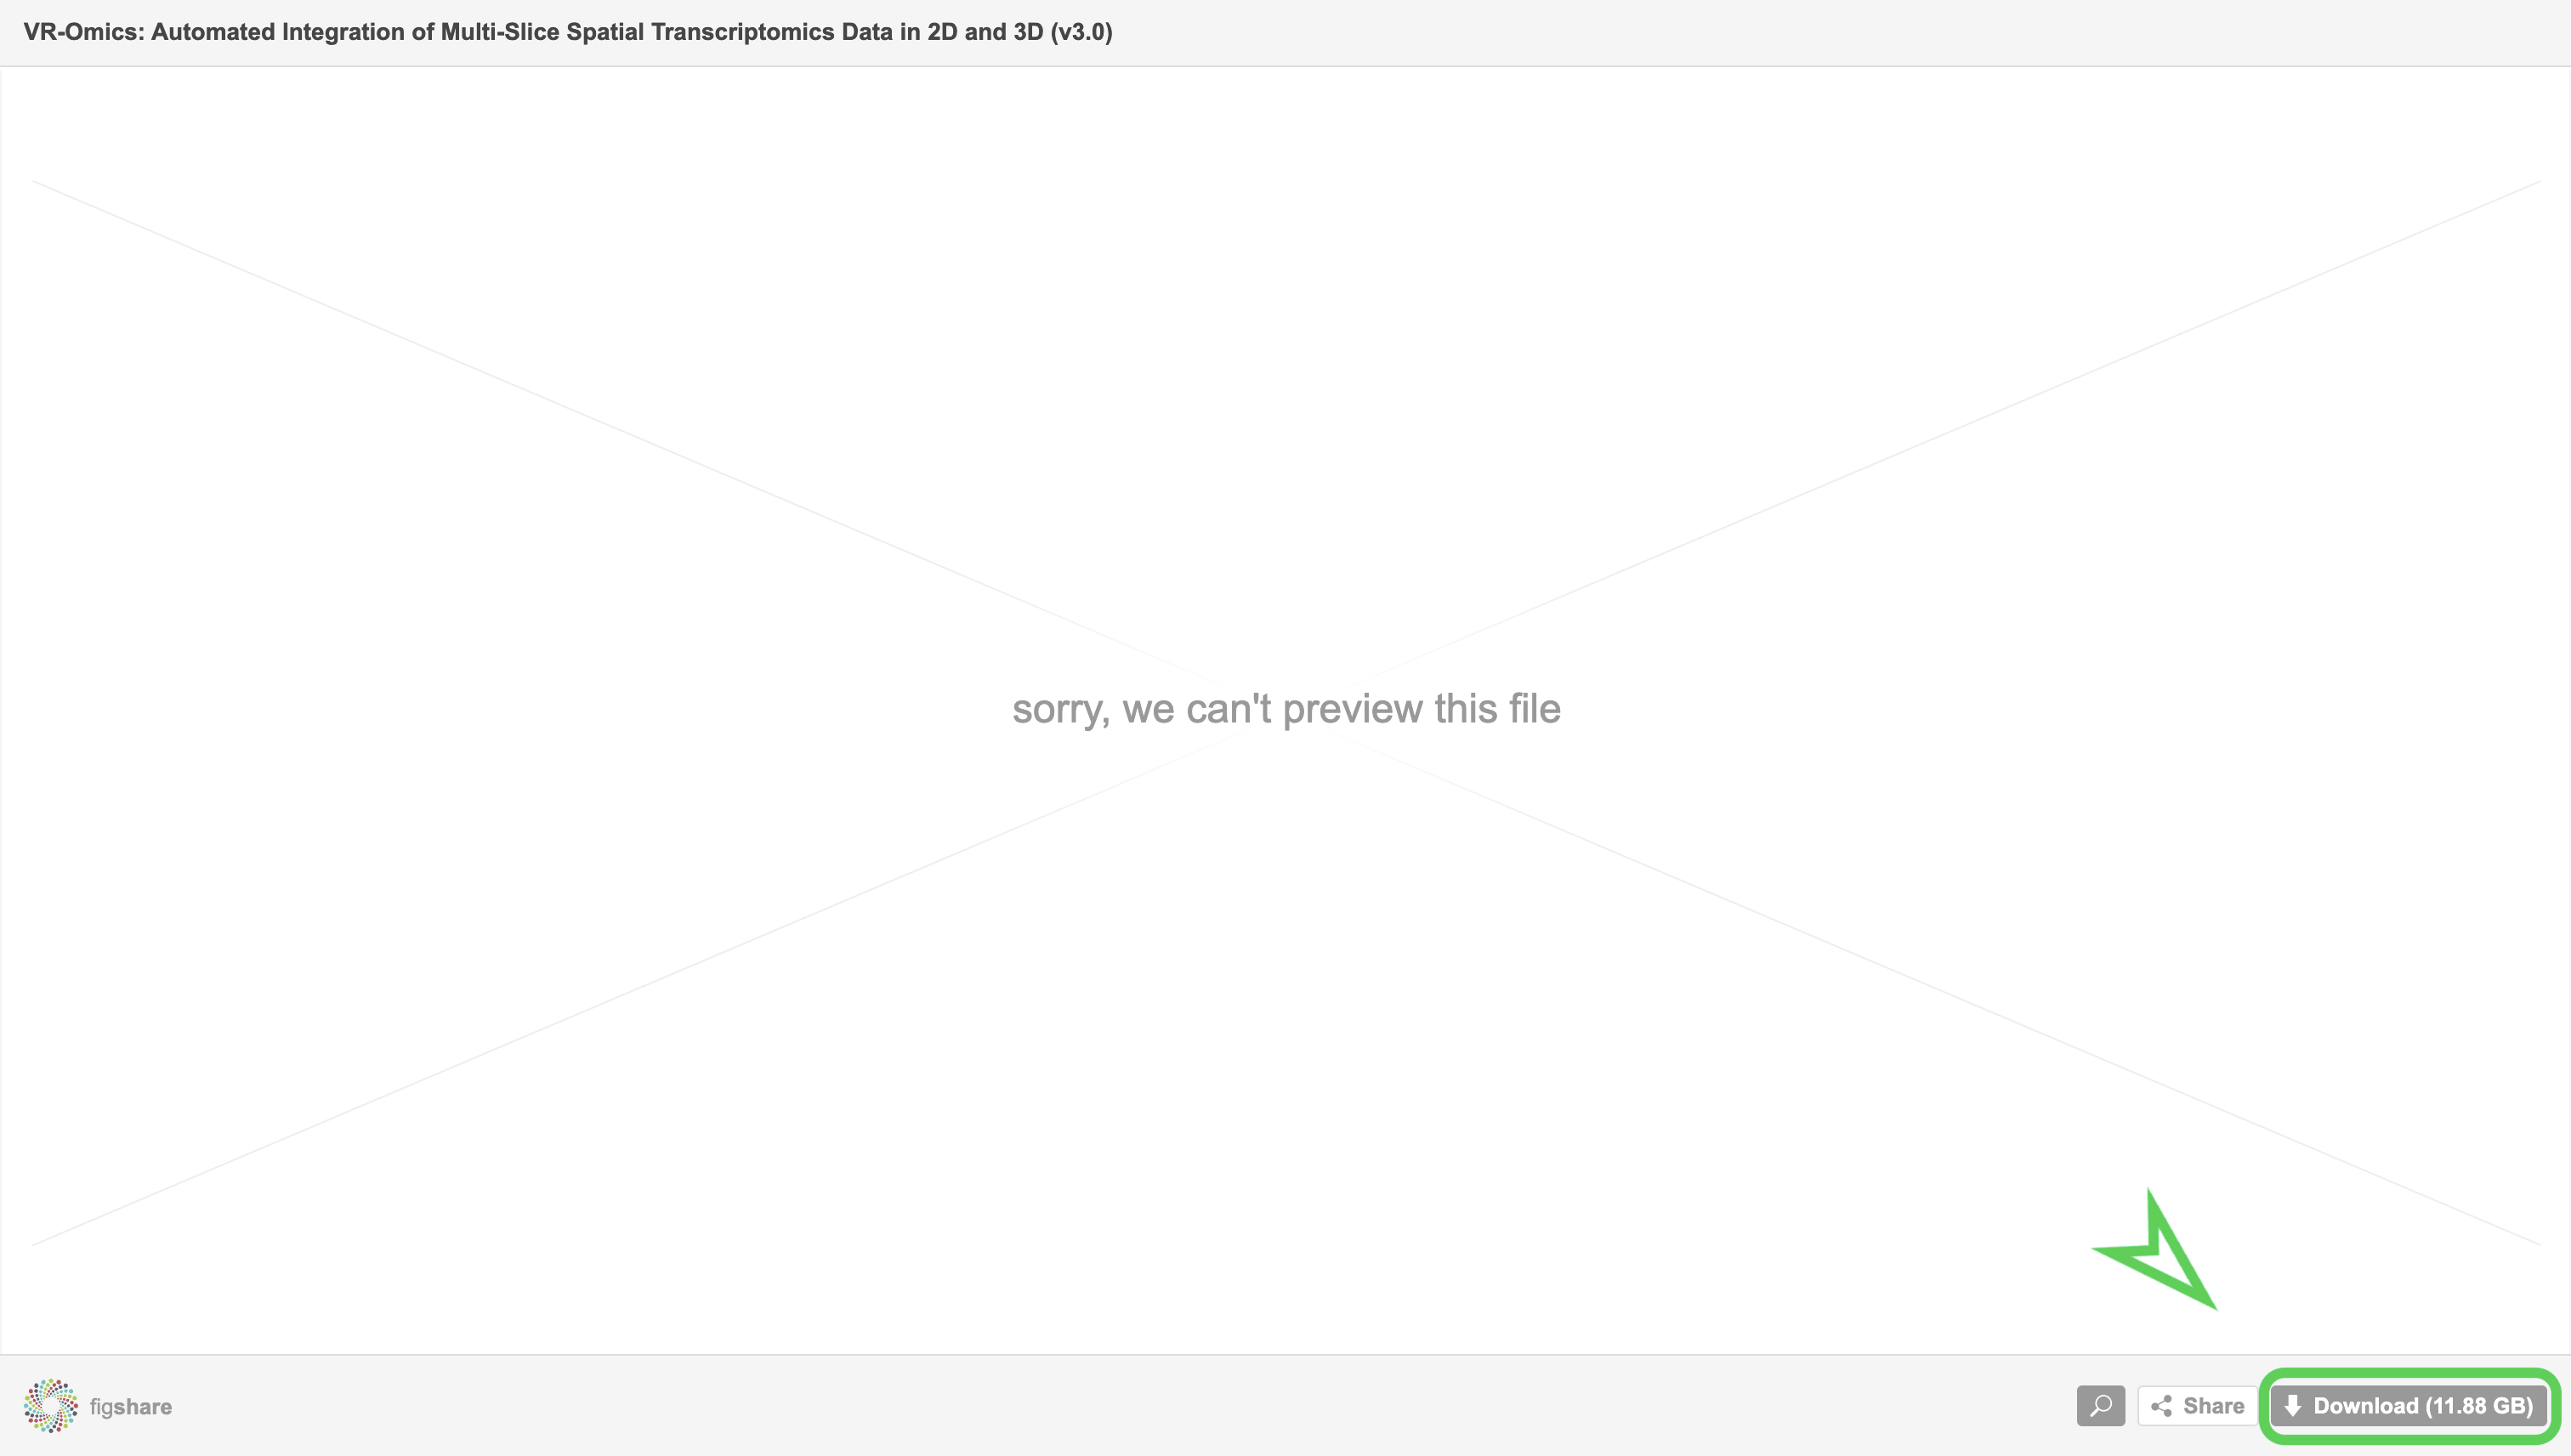 VR-Omics: Automated Integration of Multi-Slice Spatial Transcriptomics Data in 2D and 3D (v3.0)
sorry, we can't preview this file
figshare
Share
Download (11.88 GB)